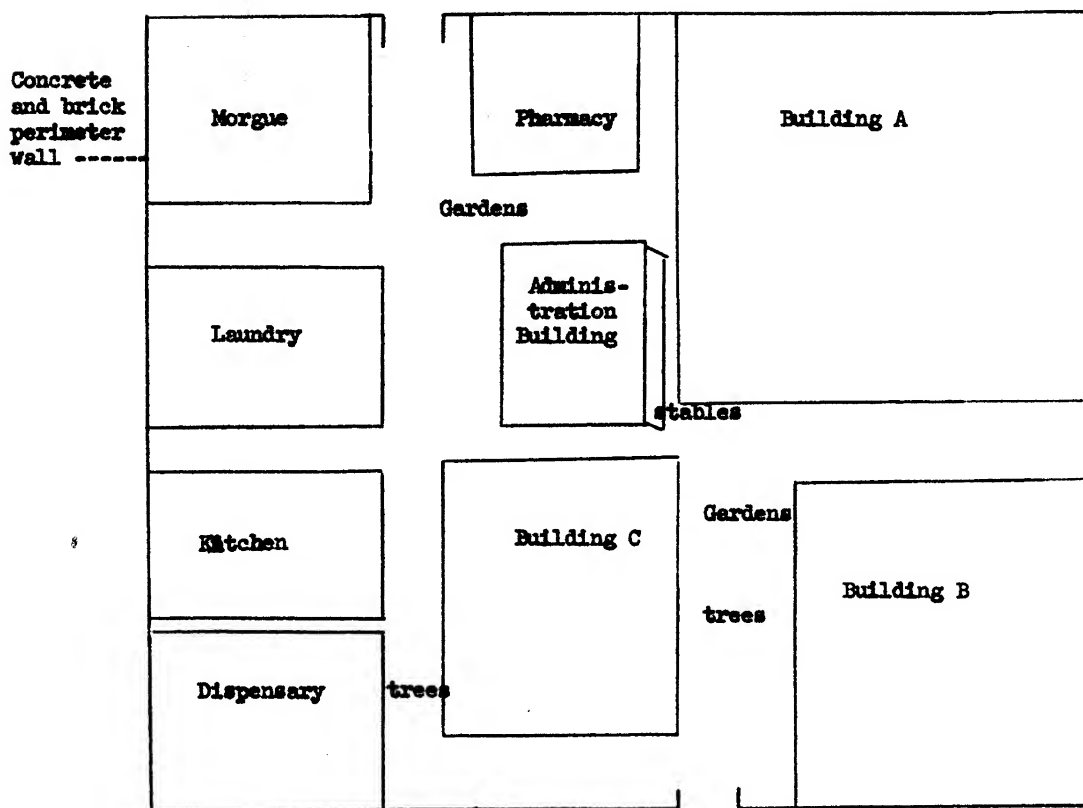 Concrete
and brick
perimeter
wall ------
Morgue
Pharmacy
Building A
Gardens
Adminis-
tration
Building
Laundry
stables
Kitchen
Building C
Gardens
Building B
trees
Dispensary
trees